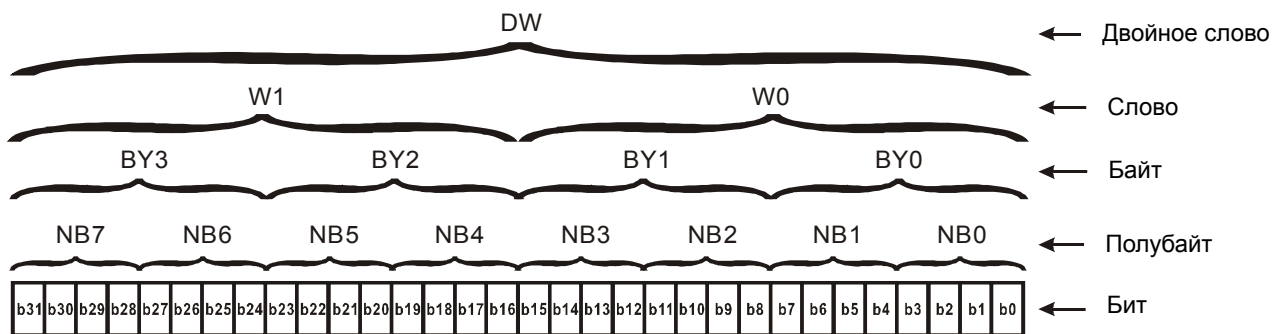 DW Двойное слово
W1 W0 Слово
BY3 BY2 BY1 BY0 Байт
NB7 NB6 NB5 NB4 NB3 NB2 NB1 NB0 Полубайт
b31 b30 b29 b28 b27 b26 b25 b24 b23 b22 b21 b20 b19 b18 b17 b16 b15 b14 b13 b12 b11 b10 b9 b8 b7 b6 b5 b4 b3 b2 b1 b0 Бит